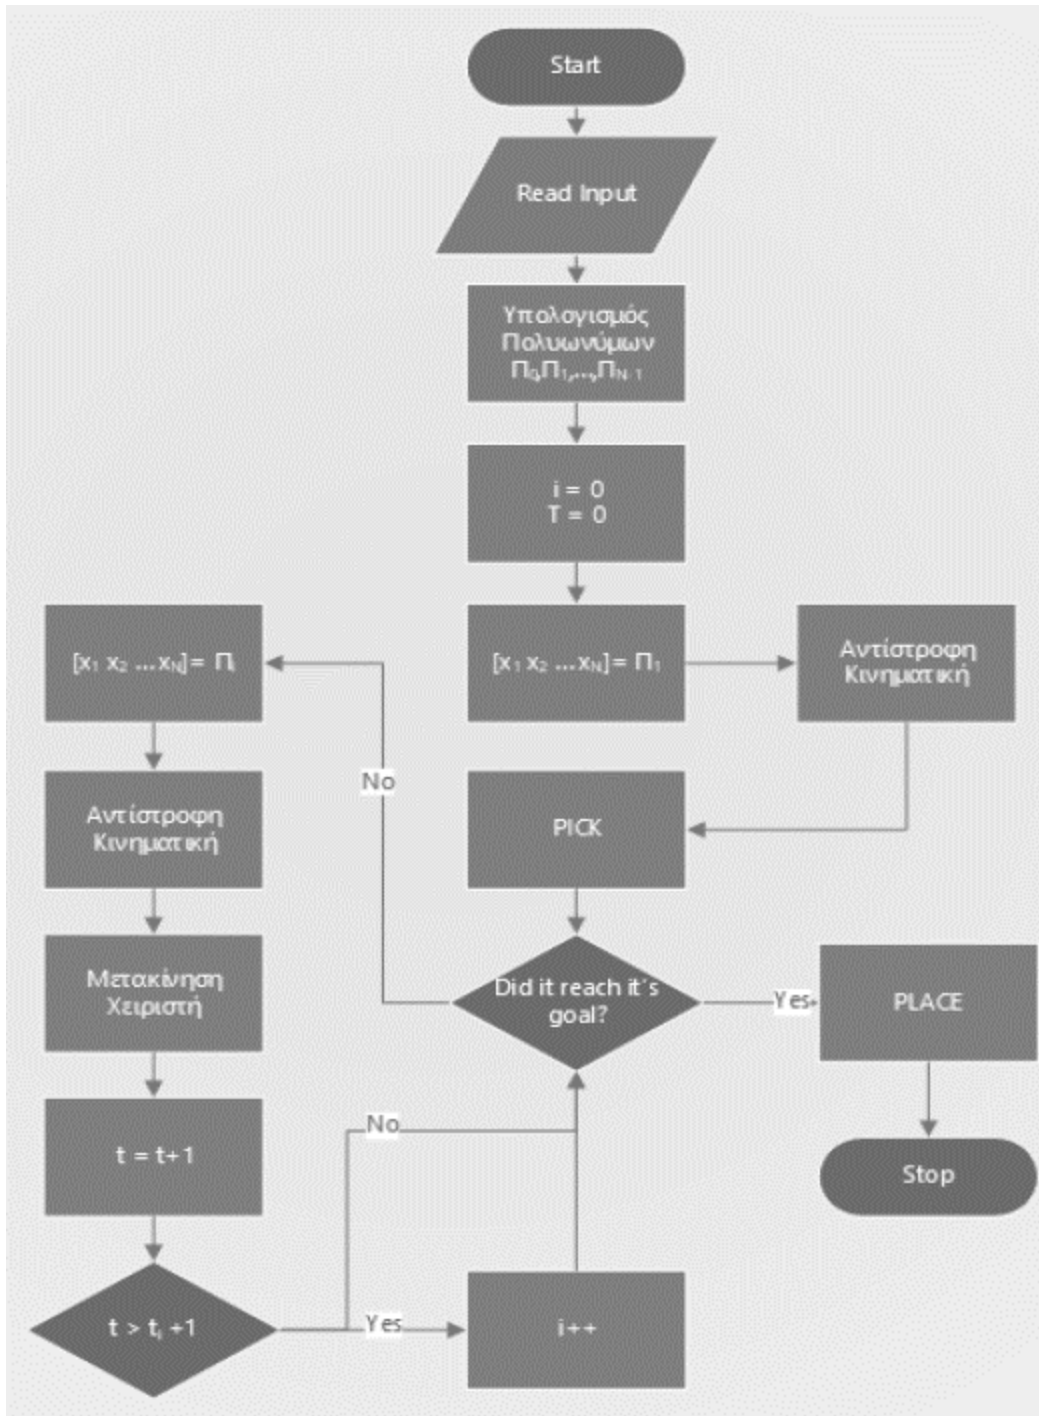 Start
Read Input
Υπολογισμός
Πολυωνύμων
Π₀,Π₁,...,Πₙ₋₁
i = 0
T = 0
[x₁ x₂ ...xₙ]= Π₁
Αντίστροφη
Κινηματική
PICK
Did it reach it´s
goal?
Yes
PLACE
Stop
No
[x₁ x₂ ...xₙ]= Πᵢ
Αντίστροφη
Κινηματική
Μετακίνηση
Χειριστή
t = t+1
t > tᵢ +1
No
Yes
i++